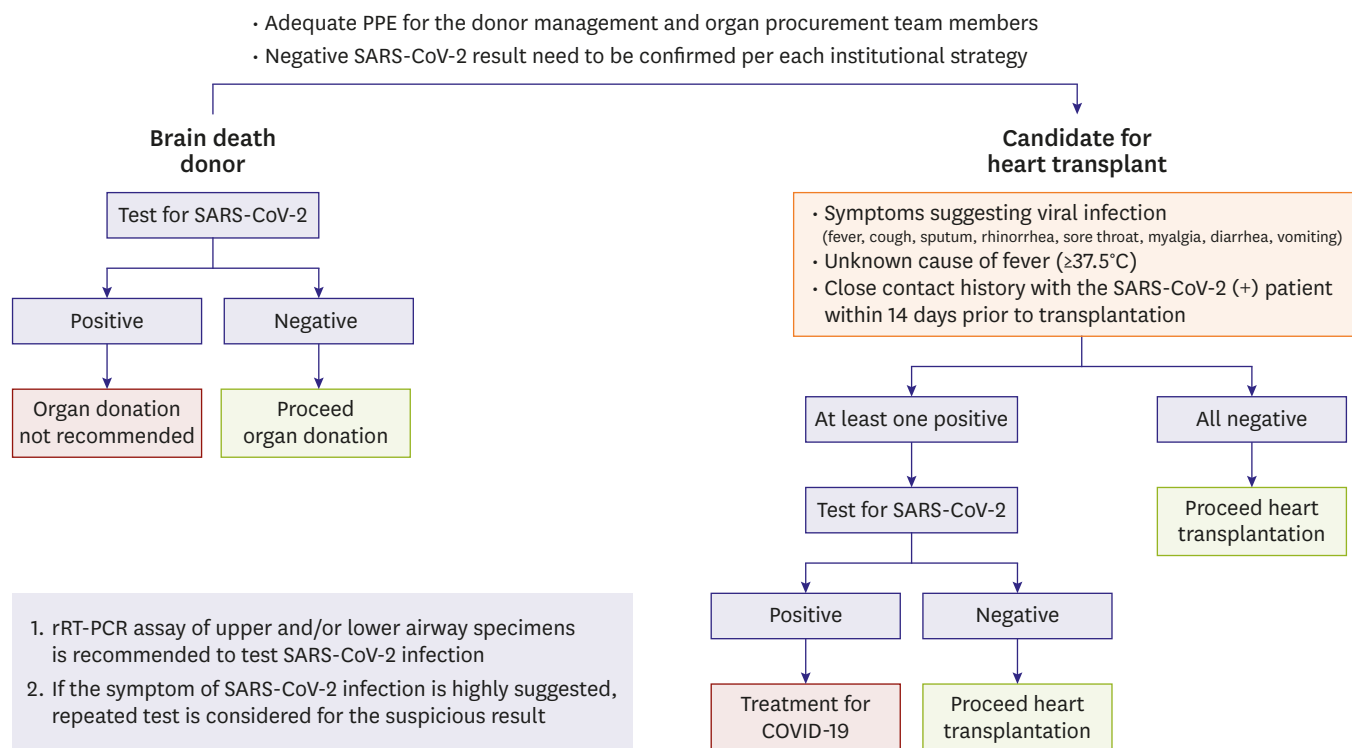 · Adequate PPE for the donor management and organ procurement team members
· Negative SARS-CoV-2 result need to be confirmed per each institutional strategy
Brain death
donor
Test for SARS-CoV-2
Positive
Negative
Organ donation
not recommended
Proceed
organ donation
Candidate for
heart transplant
· Symptoms suggesting viral infection
(fever, cough, sputum, rhinorrhea, sore throat, myalgia, diarrhea, vomiting)
· Unknown cause of fever (≥37.5°C)
· Close contact history with the SARS-CoV-2 (+) patient
within 14 days prior to transplantation
At least one positive
All negative
Test for SARS-CoV-2
Proceed heart
transplantation
Positive
Negative
Treatment for
COVID-19
Proceed heart
transplantation
1. rRT-PCR assay of upper and/or lower airway specimens
is recommended to test SARS-CoV-2 infection
2. If the symptom of SARS-CoV-2 infection is highly suggested,
repeated test is considered for the suspicious result